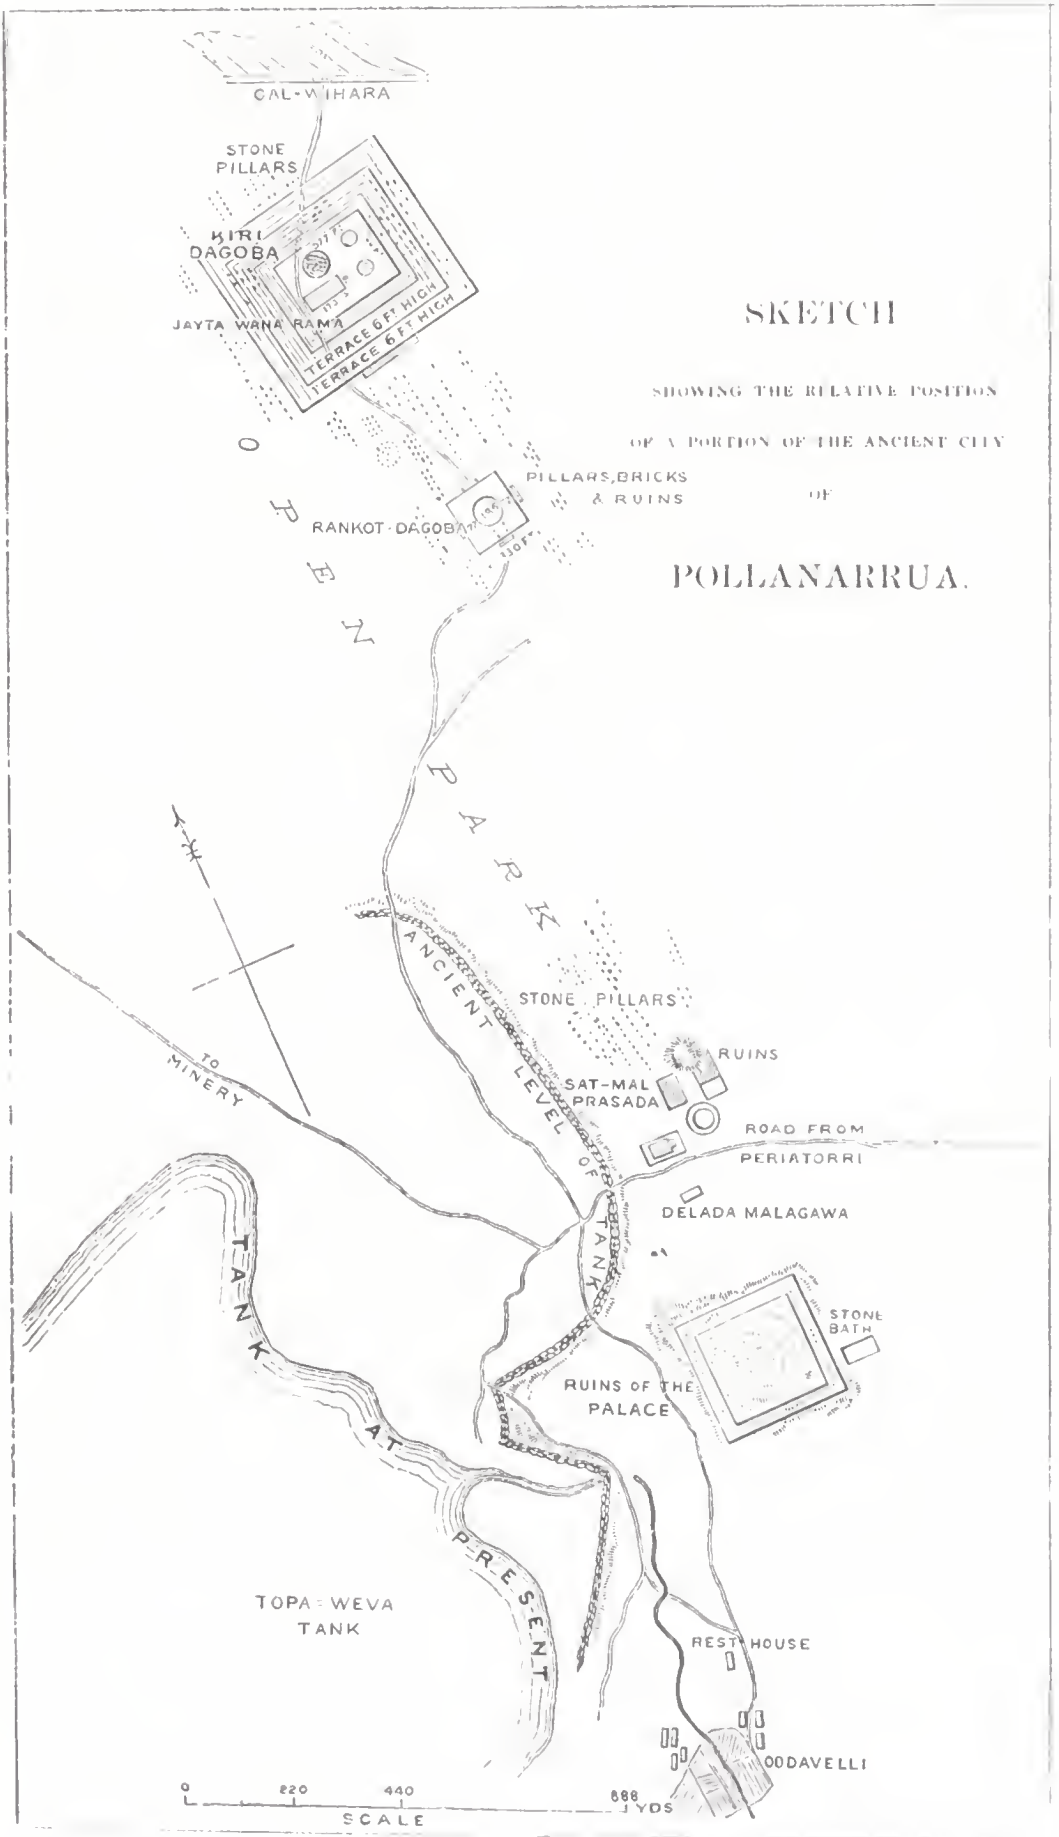 GAL-WIHARA
STONE
PILLARS
KIRI
DAGOBA
JAYTA WANA RAMA
TERRACE 6 FT HIGH
TERRACE 6 FT HIGH
SKETCH
SHOWING THE RELATIVE POSITION
OF A PORTION OF THE ANCIENT CITY
OF
POLLANARRUA.
PILLARS, BRICKS
& RUINS
RANKOT-DAGOBA
OPEN PARK
ANCIENT LEVEL OF TANK
STONE PILLARS
RUINS
SAT-MAL
PRASADA
ROAD FROM
PERIATORRI
TO
MINERY
DELADA MALAGAWA
STONE
BATH
RUINS OF THE
PALACE
TANK AT PRESENT
TOPA-WEVA
TANK
REST HOUSE
ODDAVELLI
0 220 440 688
YDS
SCALE